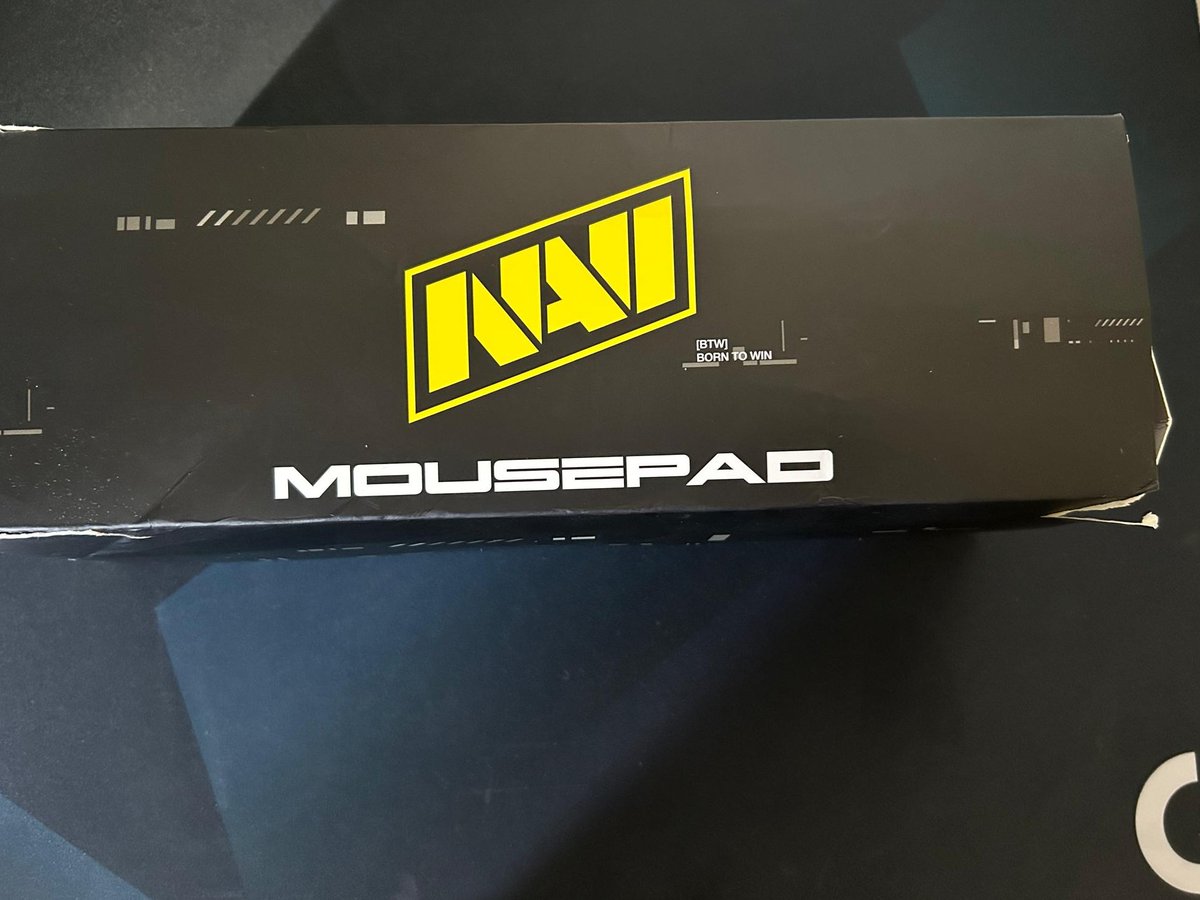 NAVI
[BTW]
BORN TO WIN
MOUSEPAD